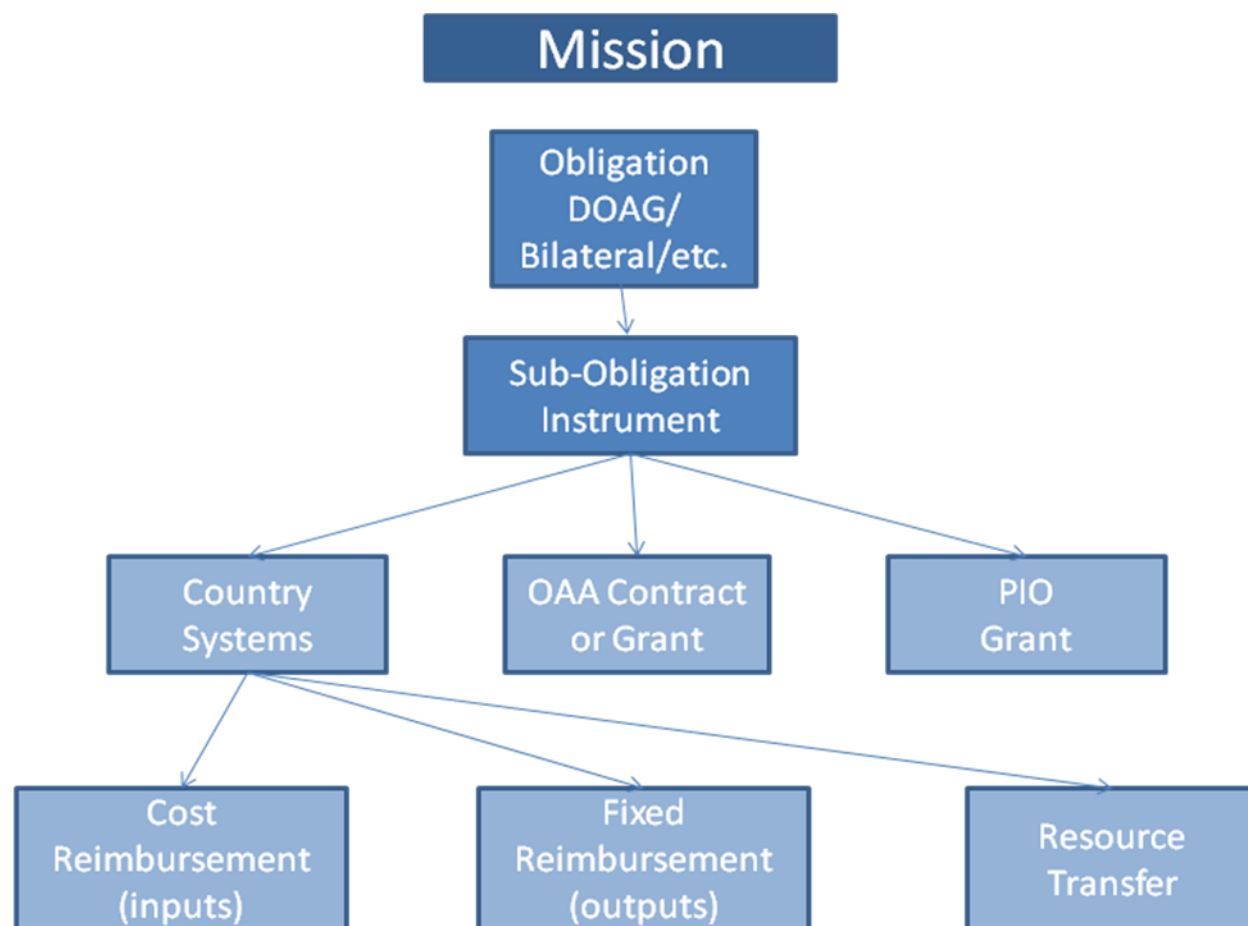 Mission
Obligation
DOAG/
Bilateral/etc.
Sub-Obligation
Instrument
Country
Systems
OAA Contract
or Grant
PIO
Grant
Cost
Reimbursement
(inputs)
Fixed
Reimbursement
(outputs)
Resource
Transfer